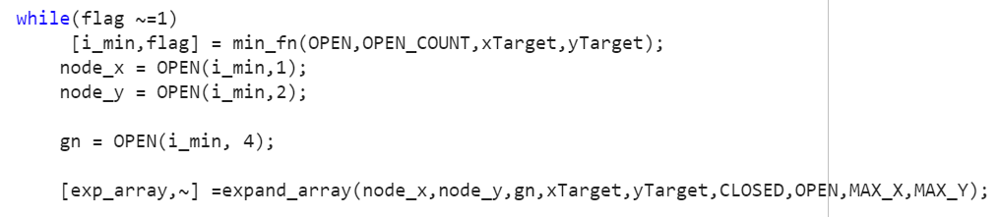 while(flag ~=1)
[i_min,flag] = min_fn(OPEN,OPEN_COUNT,xTarget,yTarget);
node_x = OPEN(i_min,1);
node_y = OPEN(i_min,2);
gn = OPEN(i_min, 4);
[exp_array,~] =expand_array(node_x,node_y,gn,xTarget,yTarget,CLOSED,OPEN,MAX_X,MAX_Y);